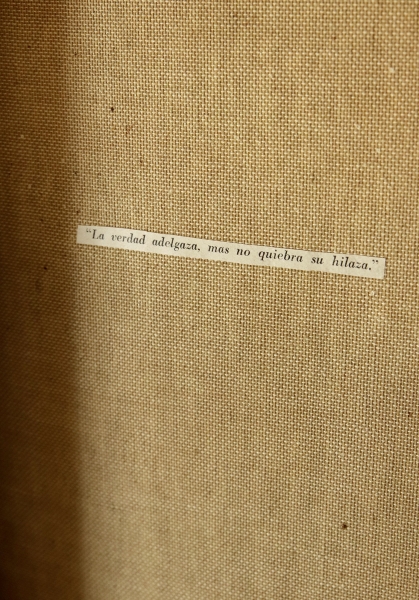 “La verdad adelgaza, mas no quiebra su hilaza.”